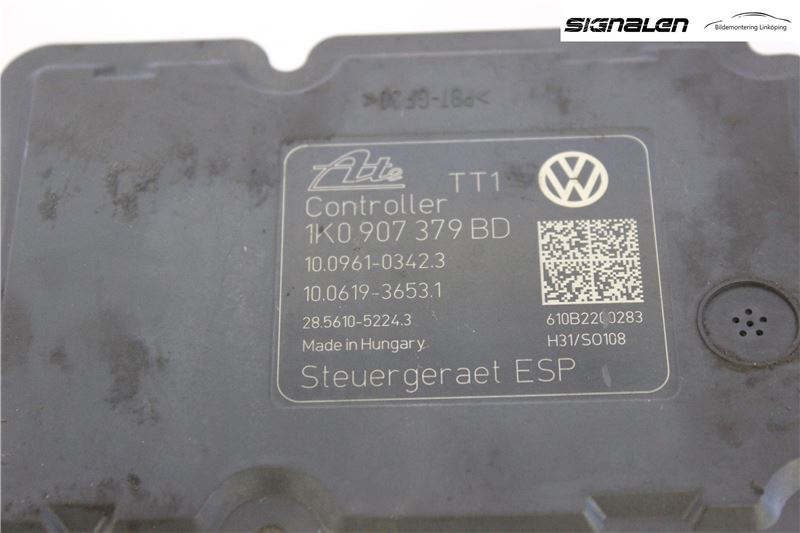 SIGNALEN
Bildemontering Linköping
>PBT-GF30<
Ate TT1
Controller
1K0 907 379 BD
10.0961-0342.3
10.0619-3653.1
28.5610-5224.3
610B2200283
Made in Hungary
H31/SO108
Steuergeraet ESP